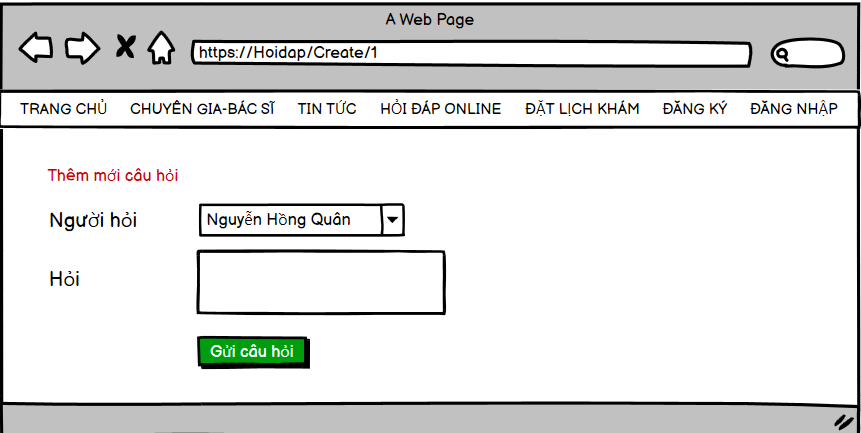 A Web Page
https://Hoidap/Create/1
TRANG CHỦ CHUYÊN GIA-BÁC SĨ TIN TỨC HỎI ĐÁP ONLINE ĐẶT LỊCH KHÁM ĐĂNG KÝ ĐĂNG NHẬP
Thêm mới câu hỏi
Người hỏi Nguyễn Hồng Quân
Hỏi
Gửi câu hỏi